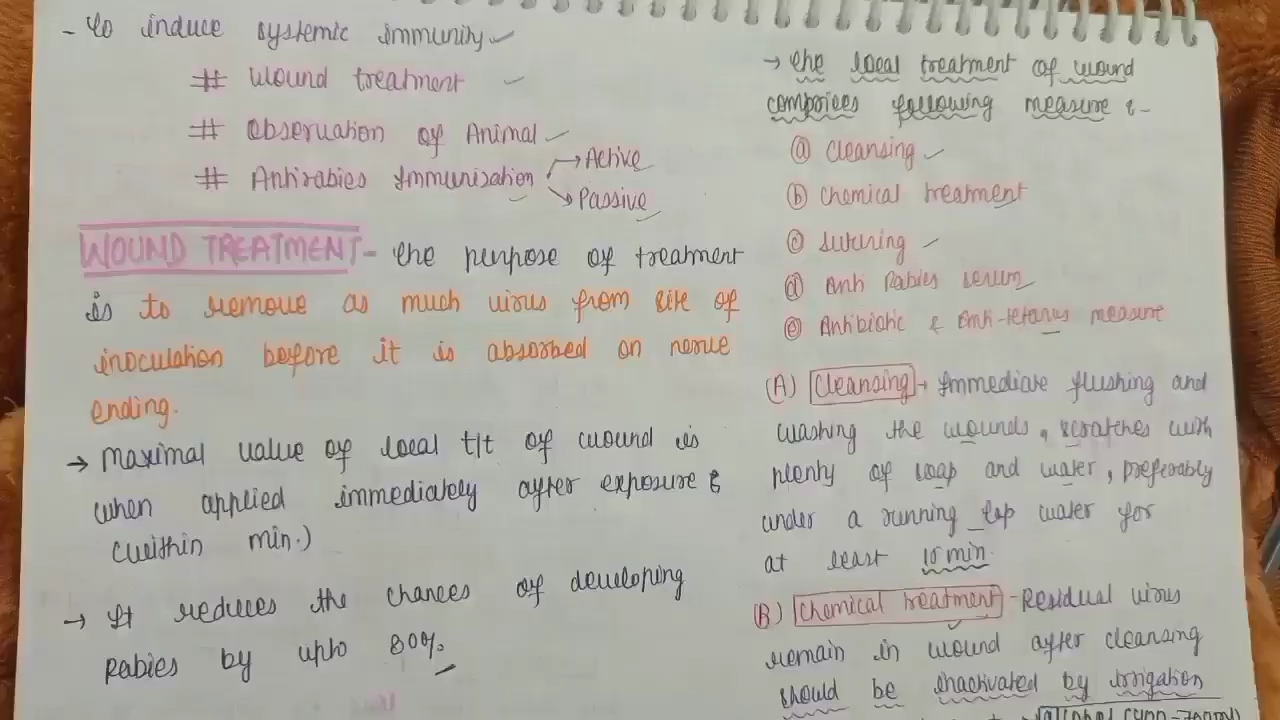 - To induce systemic immunity
# Wound treatment
# Observation of Animal
# Antirabies Immunization → Active
→ Passive
WOUND TREATMENT - The perpose of treatment
is to remove as much virus from site of
inoculation before it is absorbed on nerve
ending.
→ Maximal value of local t/t of wound is
when applied immediately after exposure &
(within min.)
→ It reduces the chances of developing
Rabies by upto 80%.
→ The local treatment of wound
comprices following measure :-
(a) Cleansing
(b) Chemical treatment
(c) Suturing
(d) Anti Rabies serum
(e) Antibiotic & Anti-tetanus measure
(A) Cleansing → Immediate flushing and
washing the wounds, scratches with
plenty of soap and water, preferably
under a running tap water for
at least 15 min.
(B) Chemical treatment - Residual virus
remain in wound after cleansing
should be inactivated by irrigation